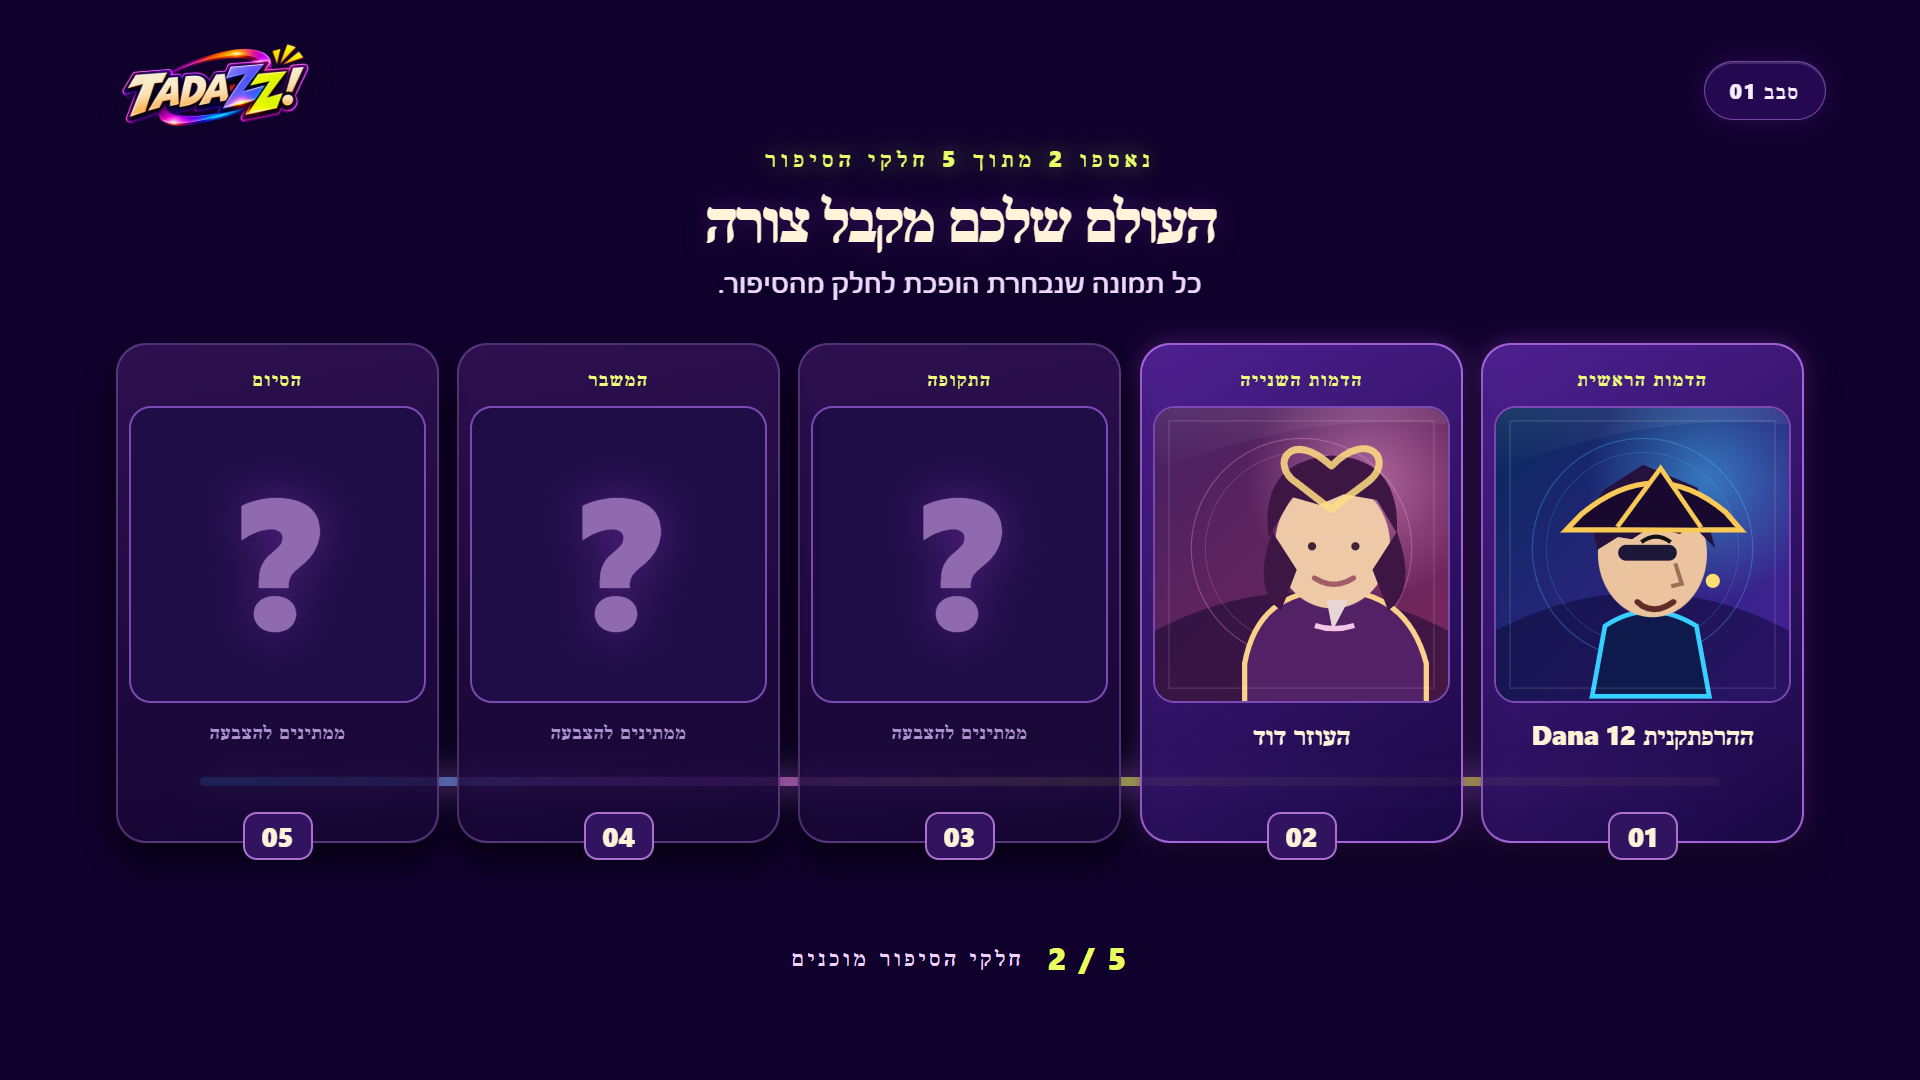 TADAZZ!
סבב 01
נאספו 2 מתוך 5 חלקי הסיפור
העולם שלכם מקבל צורה
כל תמונה שנבחרת הופכת לחלק מהסיפור.
הדמות הראשית
ההרפתקנית Dana 12
01
הדמות השנייה
העוזר דוד
02
התקופה
?
ממתינים להצבעה
03
המשבר
?
ממתינים להצבעה
04
הסיום
?
ממתינים להצבעה
05
2 / 5 חלקי הסיפור מוכנים